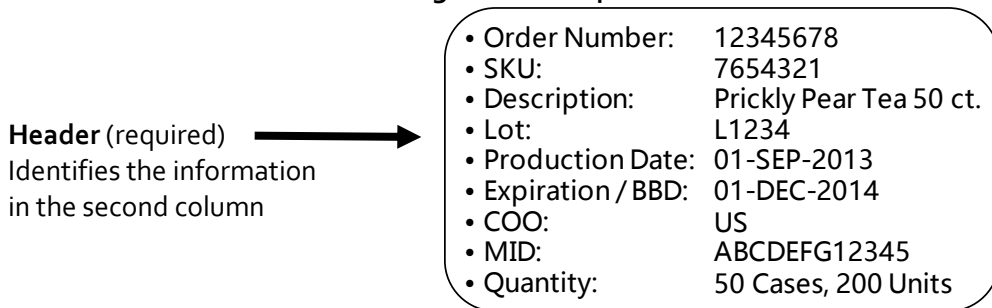 Header (required)
Identifies the information
in the second column
• Order Number: 12345678
• SKU: 7654321
• Description: Prickly Pear Tea 50 ct.
• Lot: L1234
• Production Date: 01-SEP-2013
• Expiration / BBD: 01-DEC-2014
• COO: US
• MID: ABCDEFG12345
• Quantity: 50 Cases, 200 Units